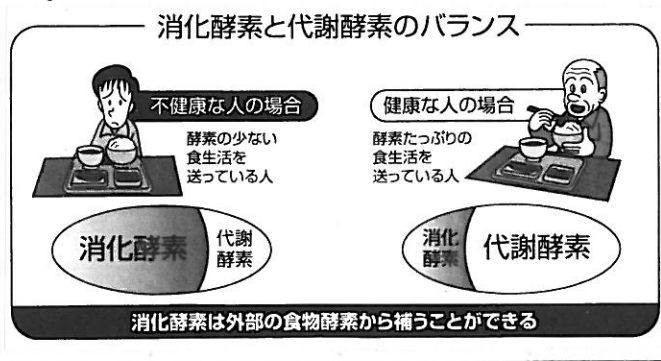 消化酵素と代謝酵素のバランス
不健康な人の場合
酵素の少ない
食生活を
送っている人
消化酵素
代謝
酵素
健康な人の場合
酵素たっぷりの
食生活を
送っている人
消化
酵素
代謝酵素
消化酵素は外部の食物酵素から補うことができる